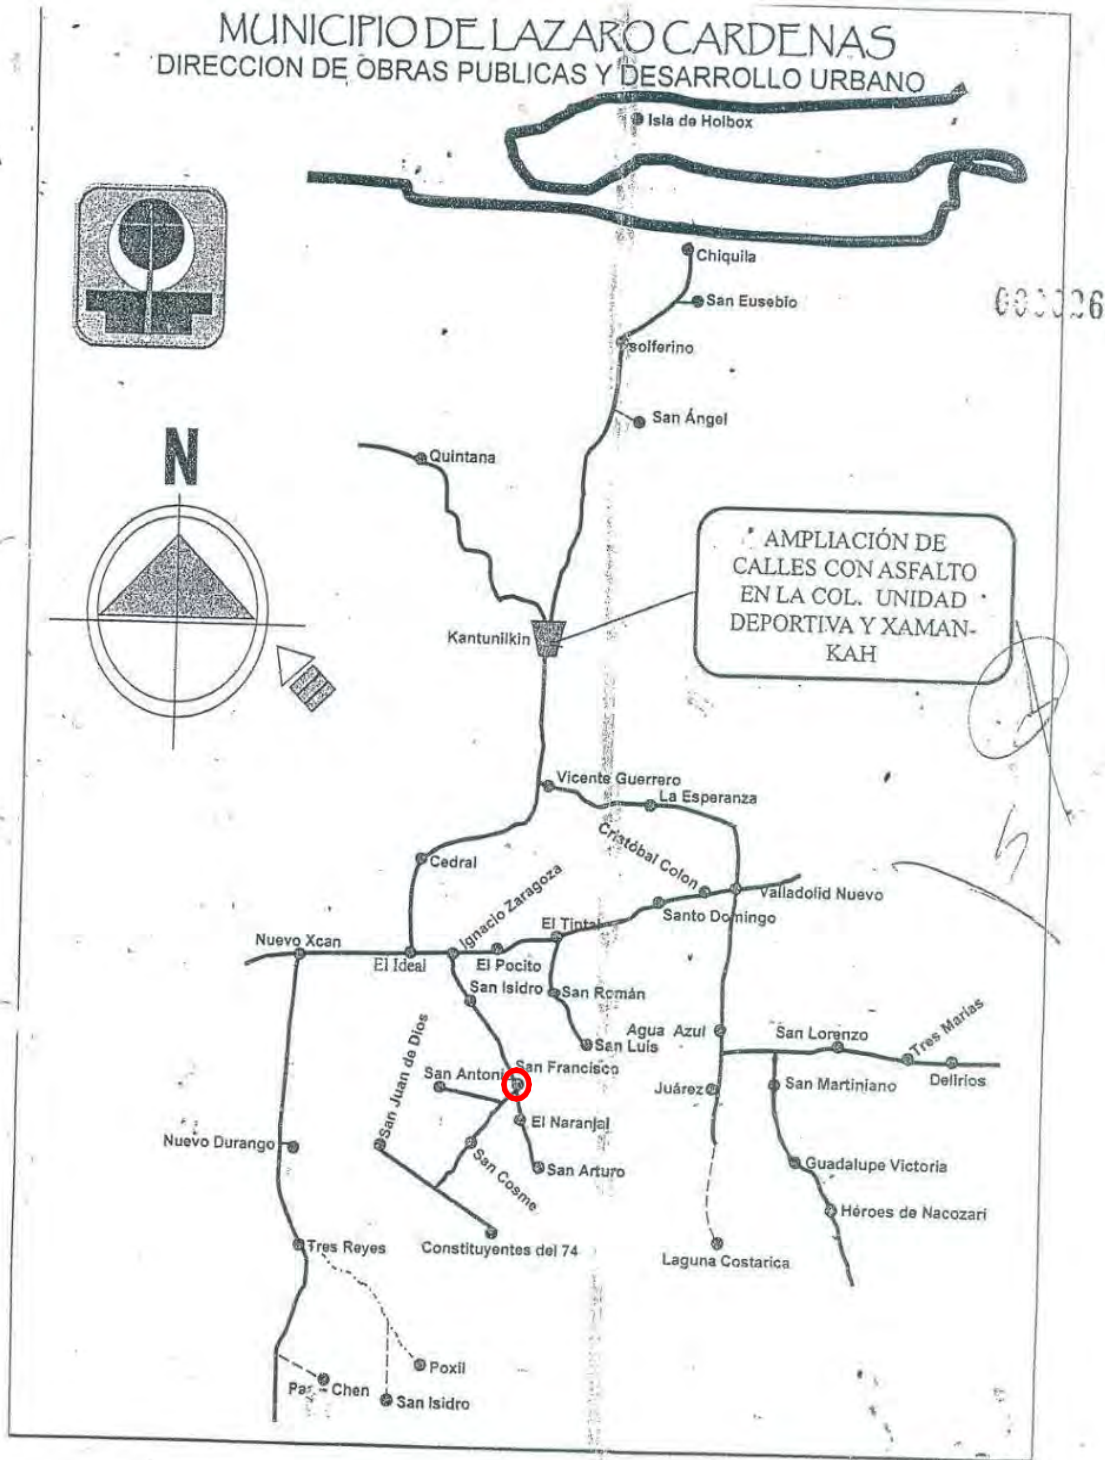 MUNICIPIO DE LAZARO CARDENAS
DIRECCION DE OBRAS PUBLICAS Y DESARROLLO URBANO
Isla de Holbox
Chiquila
San Eusebio
solferino
San Ángel
Quintana
N
AMPLIACIÓN DE
CALLES CON ASFALTO
EN LA COL. UNIDAD
DEPORTIVA Y XAMAN-
KAH
Kantunilkin
Vicente Guerrero
La Esperanza
Cristóbal Colon
Cedral
Ignacio Zaragoza
Valladolid Nuevo
Santo Domingo
El Tintal
Nuevo Xcan
El Ideal
El Pocito
San Isidro
San Román
San Juan de Dios
Agua Azul
San Lorenzo
Tres Marías
San Luis
San Francisco
San Antonio
Juárez
San Martiniano
Delirios
El Naranjal
Nuevo Durango
San Cosme
San Arturo
Guadalupe Victoria
Héroes de Nacozari
Tres Reyes
Constituyentes del 74
Laguna Costarica
Poxil
Chen
San Isidro